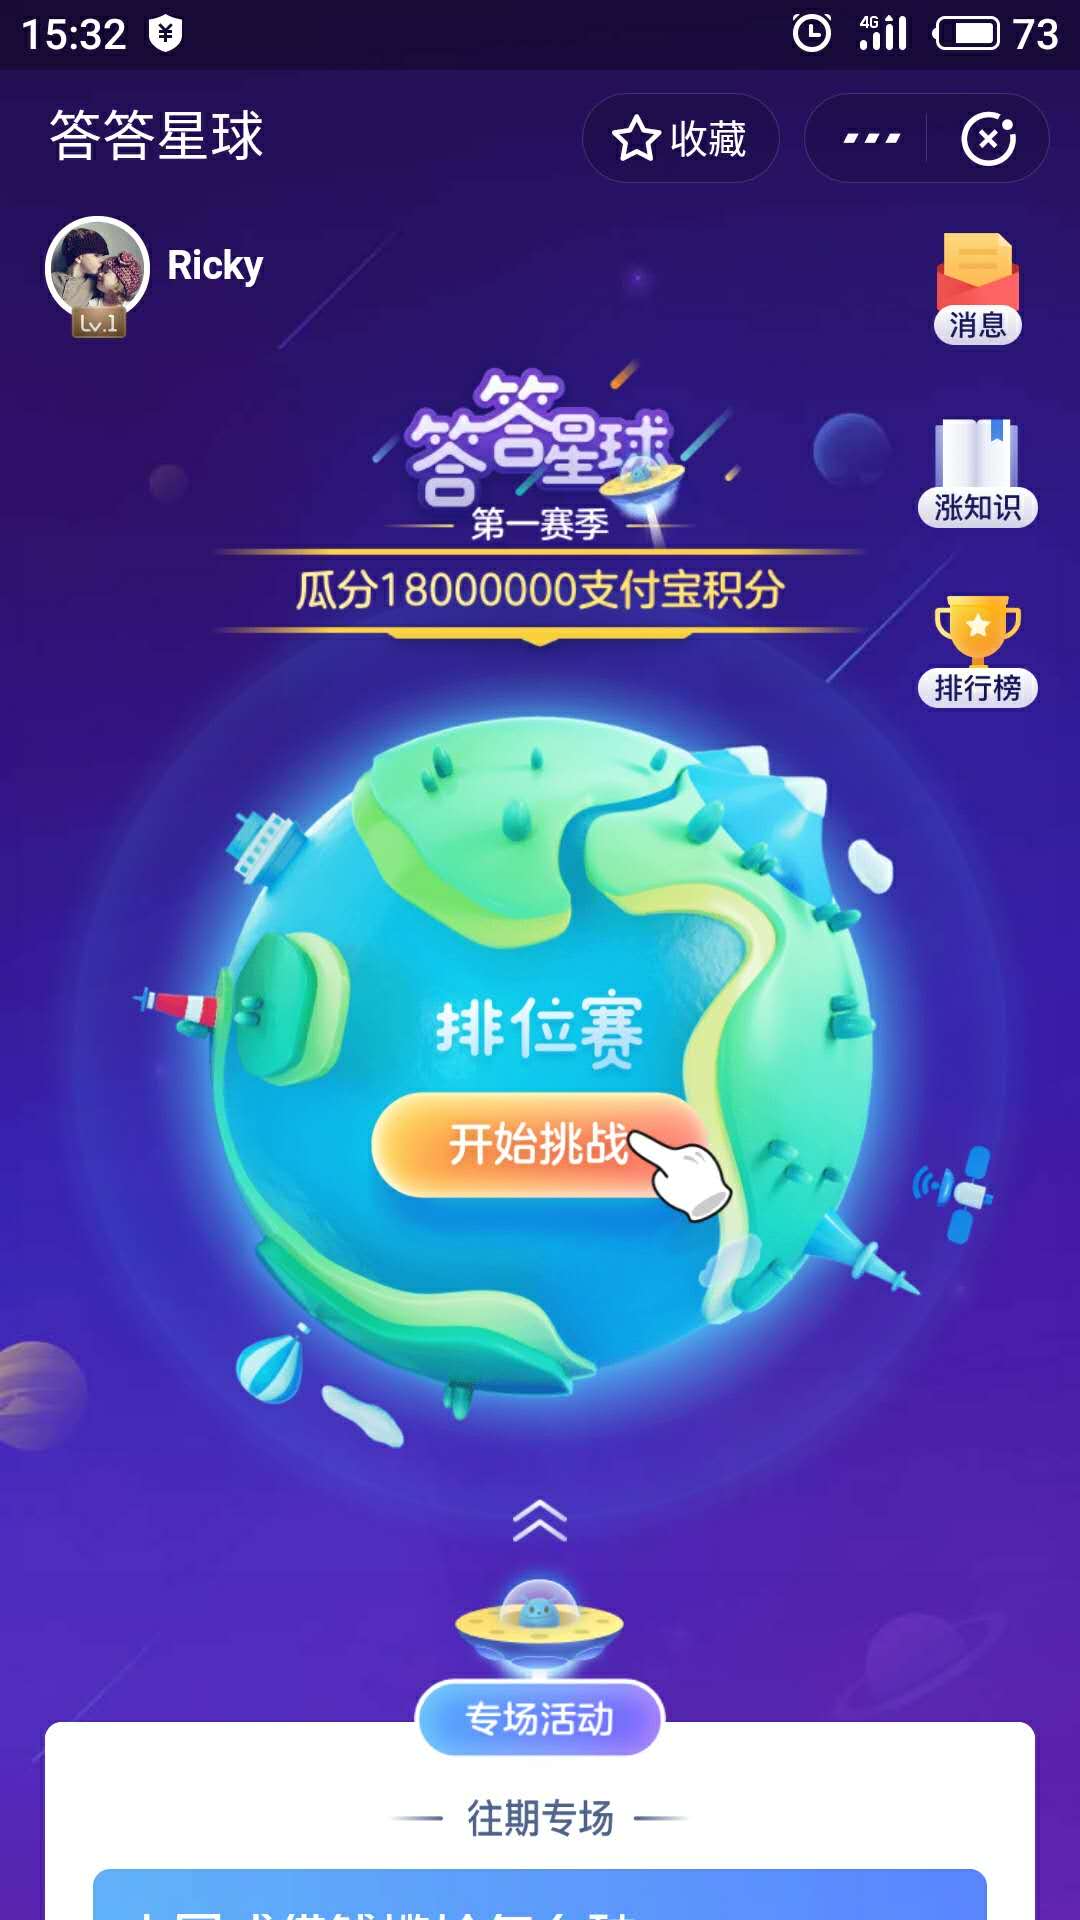 15:32
4G
73
答答星球
收藏
Ricky
Lv.1
消息
答答星球
第一赛季
涨知识
瓜分18000000支付宝积分
排行榜
排位赛
开始挑战
专场活动
往期专场